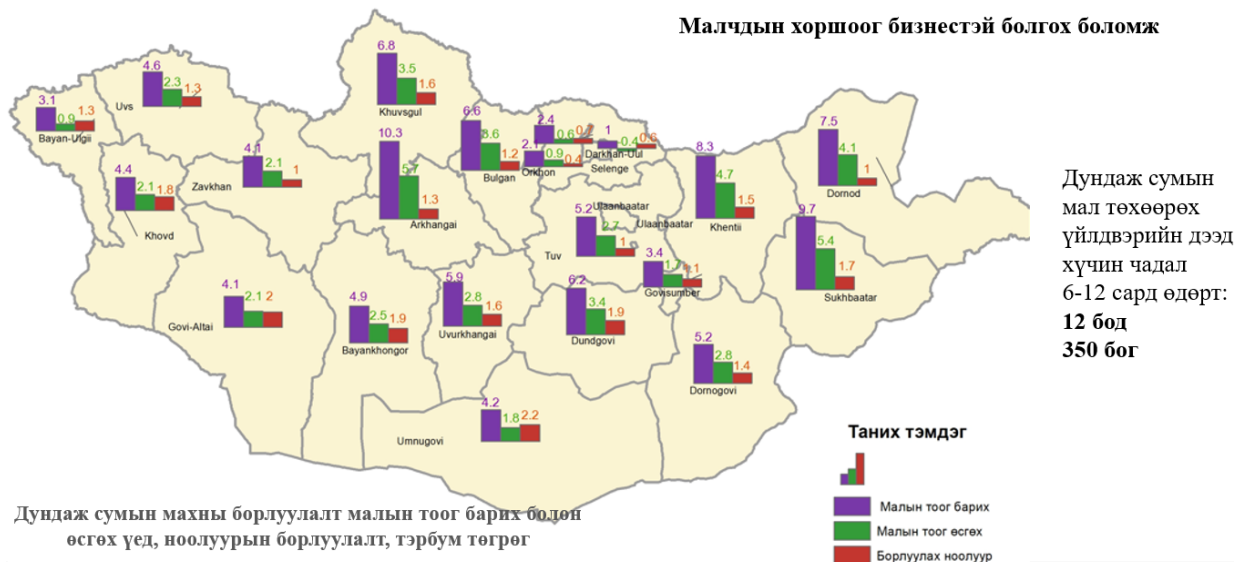 Малчдын хоршоог бизнестэй болгох боломж
6.8
3.5
1.6
Khuvsgul
4.6
2.3
1.3
Uvs
3.1
0.9
1.3
Bayan-Ulgii
4.4
2.1
1.8
Khovd
4.1
2.1
1
Zavkhan
10.3
5.7
1.3
Arkhangai
6.6
3.6
1.2
Bulgan
2.4
0.6
2.1
0.9
0.4
Orkhon
1
0.4
0.6
Darkhan-Uul
Selenge
8.3
4.7
1.5
Khentii
7.5
4.1
1
Dornod
9.7
5.4
1.7
Sukhbaatar
5.2
2.7
1
Tuv
Ulaanbaatar
Ulaanbaatar
3.4
1.7
1.1
Govisumber
4.1
2.1
2
Govi-Altai
4.9
2.5
1.9
Bayankhongor
5.9
2.8
1.6
Uvurkhangai
6.2
3.4
1.9
Dundgovi
5.2
2.8
1.4
Dornogovi
4.2
1.8
2.2
Umnugovi
Дундаж сумын
мал төхөөрөх
үйлдвэрийн дээд
хүчин чадал
6-12 сард өдөрт:
12 бод
350 бог
Таних тэмдэг
Малын тоог барих
Малын тоог өсгөх
Борлуулах ноолуур
Дундаж сумын махны борлуулалт малын тоог барих болон
өсгөх үед, ноолуурын борлуулалт, тэрбум төгрөг